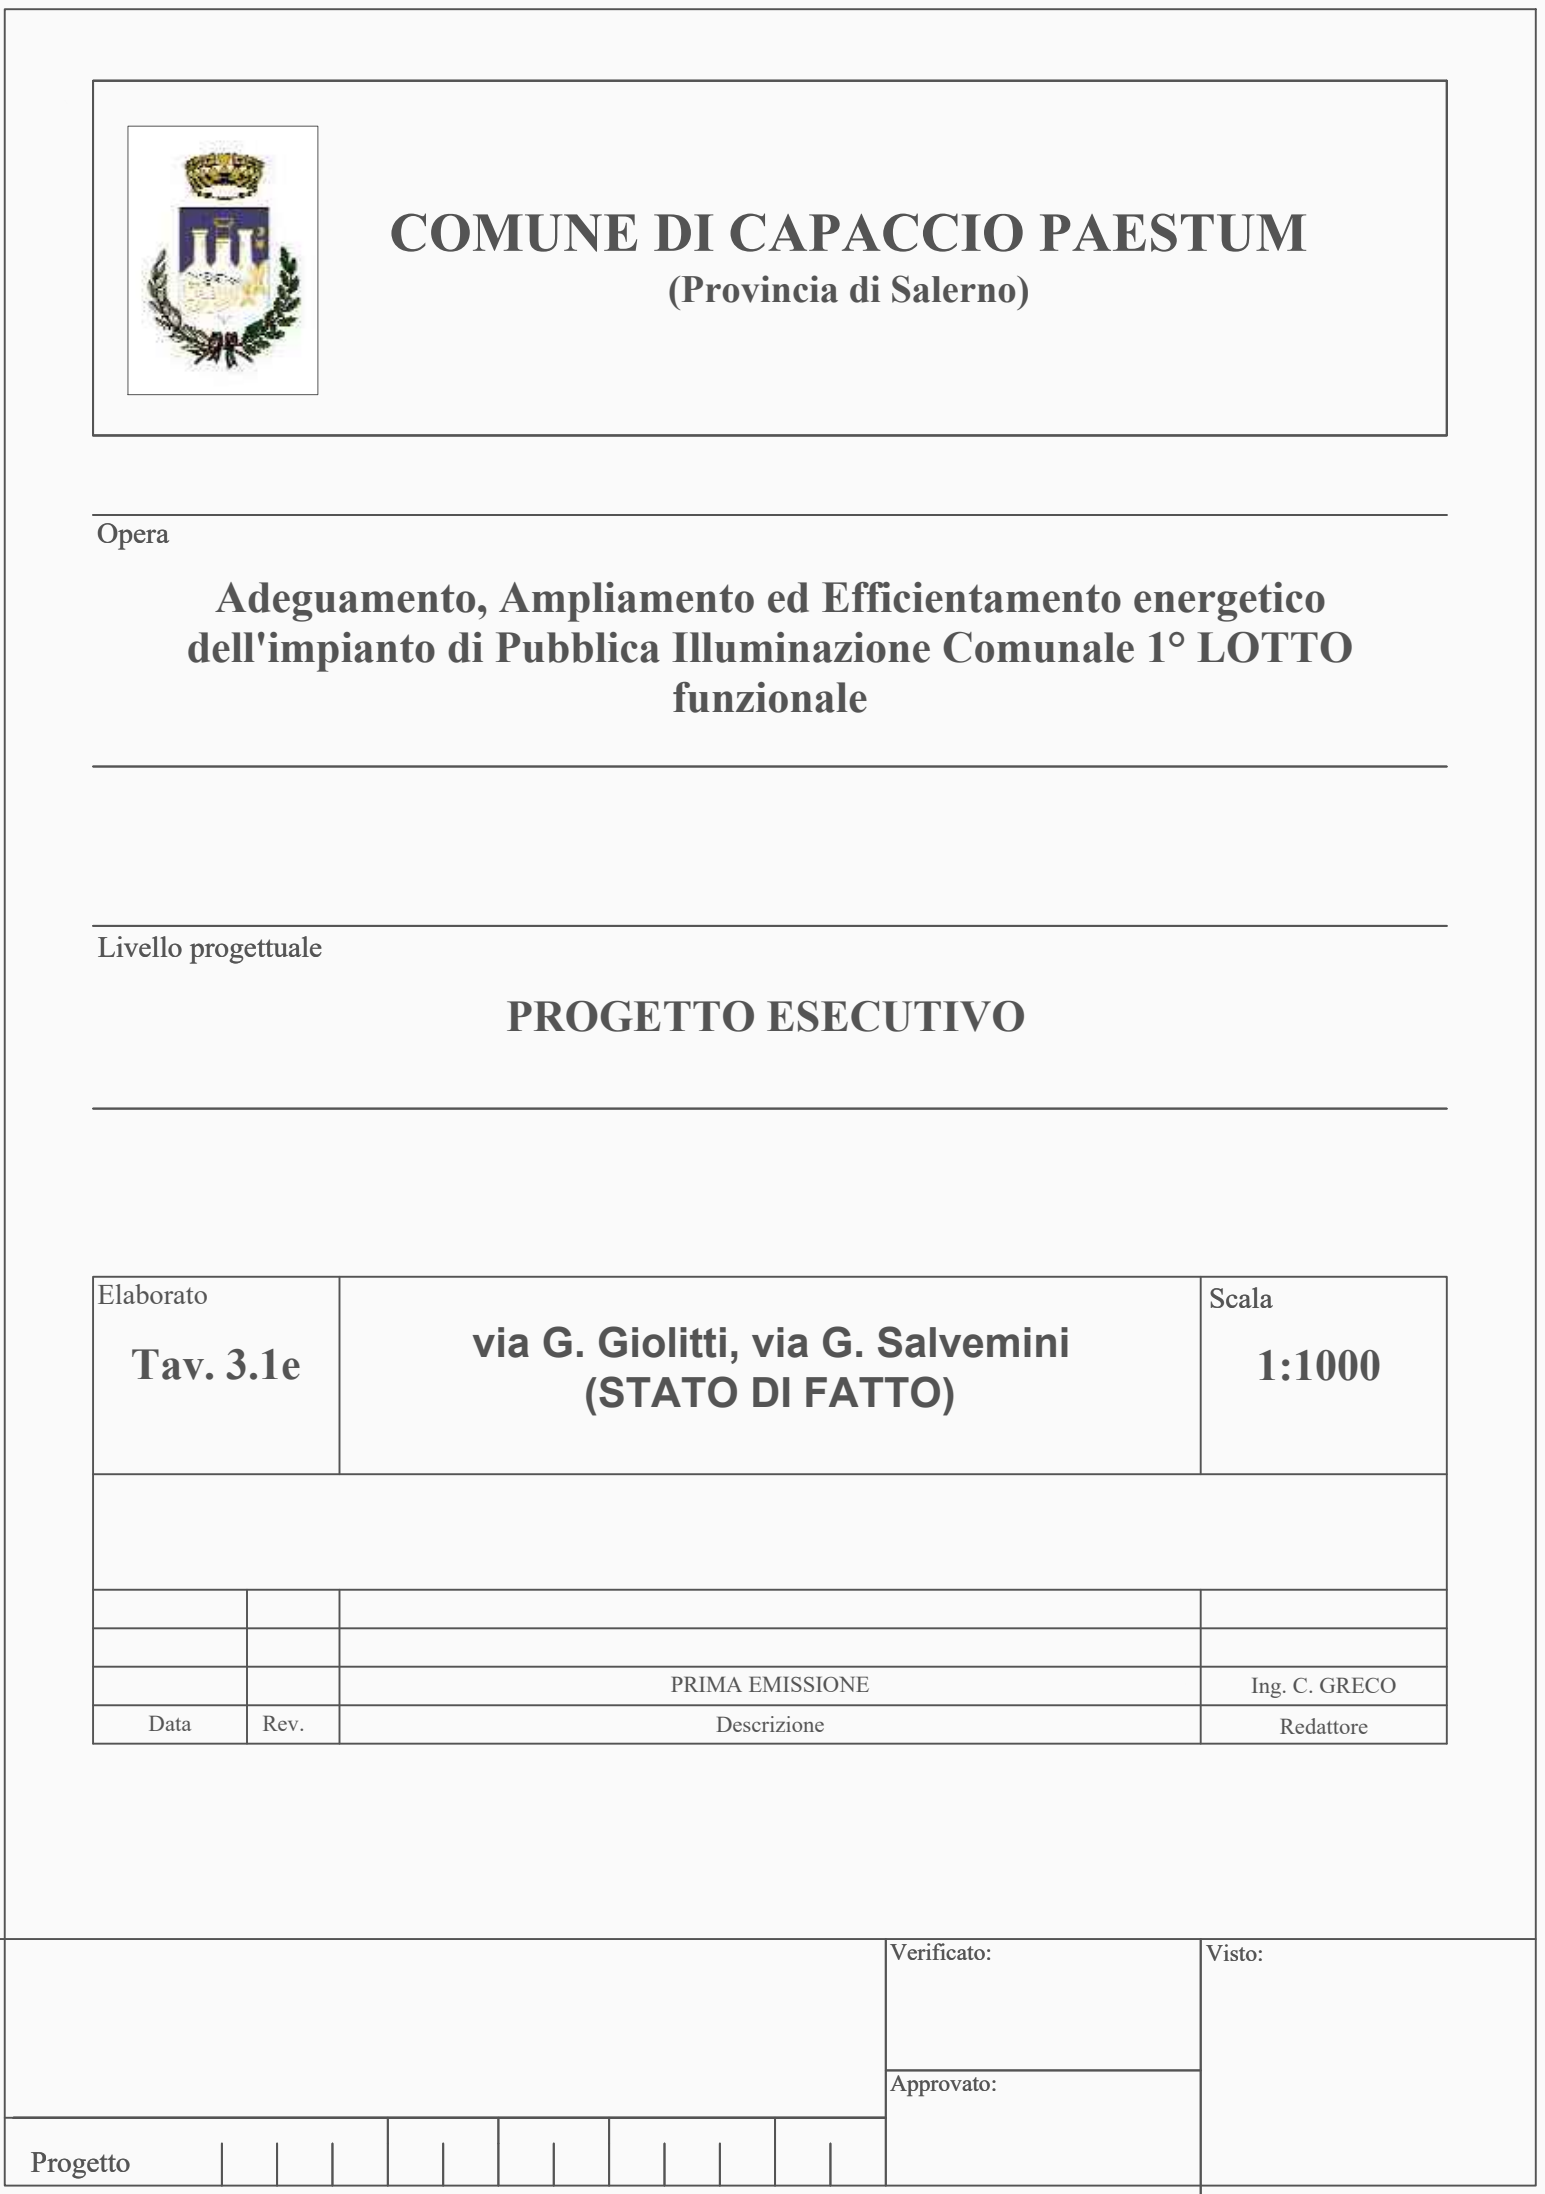 COMUNE DI CAPACCIO PAESTUM
(Provincia di Salerno)
Opera
Adeguamento, Ampliamento ed Efficientamento energetico
dell'impianto di Pubblica Illuminazione Comunale 1° LOTTO
funzionale
Livello progettuale
PROGETTO ESECUTIVO
Elaborato
Tav. 3.1e
via G. Giolitti, via G. Salvemini
(STATO DI FATTO)
Scala
1:1000
PRIMA EMISSIONE
Ing. C. GRECO
Data
Rev.
Descrizione
Redattore
Verificato:
Visto:
Approvato:
Progetto